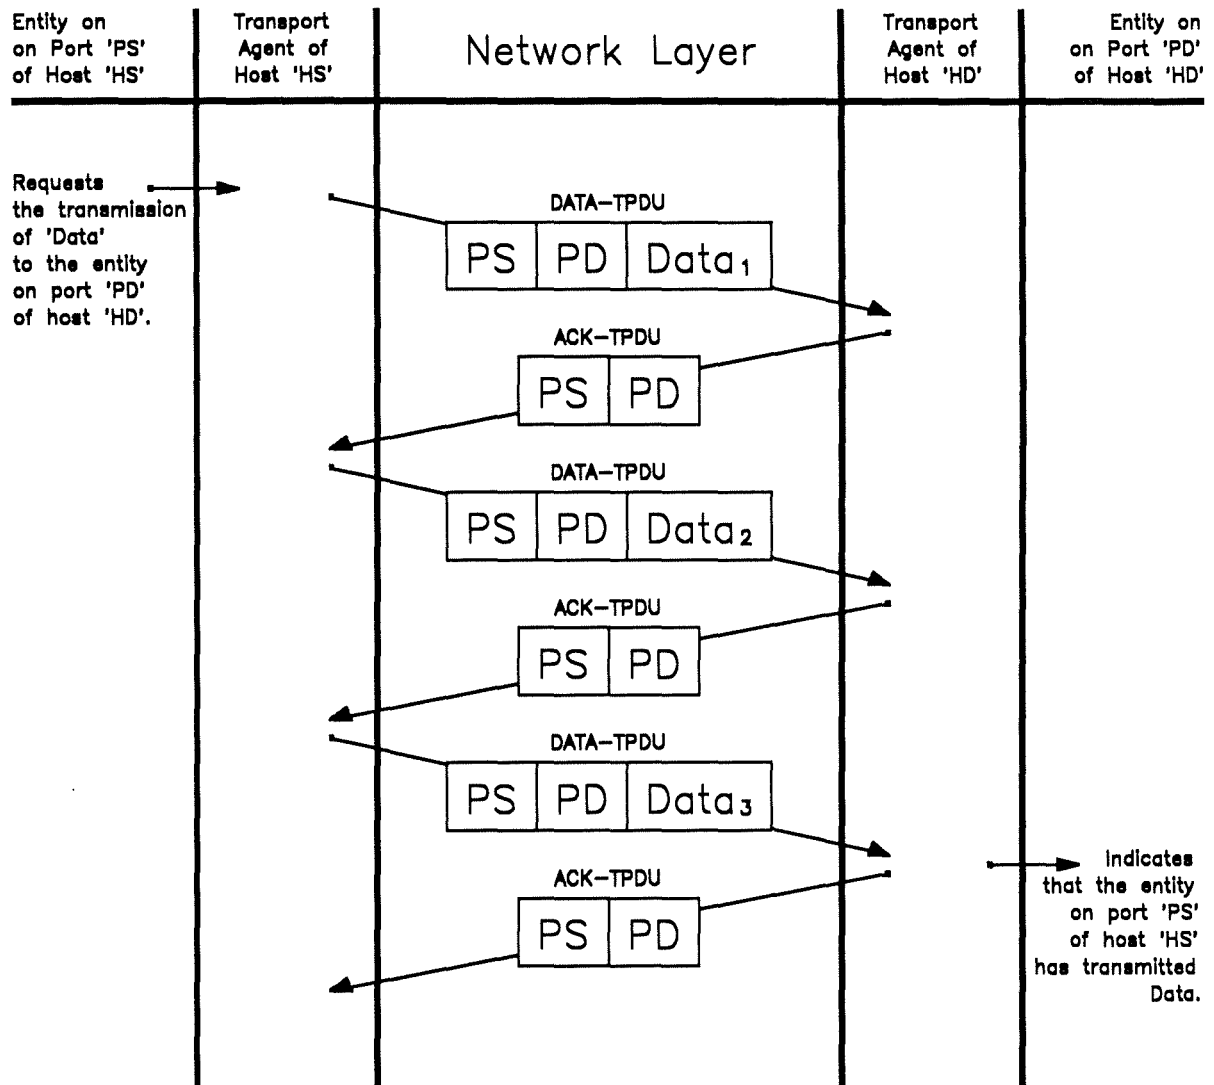 Entity on
on Port 'PS'
of Host 'HS'
Transport
Agent of
Host 'HS'
Network Layer
Transport
Agent of
Host 'HD'
Entity on
on Port 'PD'
of Host 'HD'
Requests
the transmission
of 'Data'
to the entity
on port 'PD'
of host 'HD'.
DATA-TPDU
PS PD Data₁
ACK-TPDU
PS PD
DATA-TPDU
PS PD Data₂
ACK-TPDU
PS PD
DATA-TPDU
PS PD Data₃
ACK-TPDU
PS PD
Indicates
that the entity
on port 'PS'
of host 'HS'
has transmitted
Data.